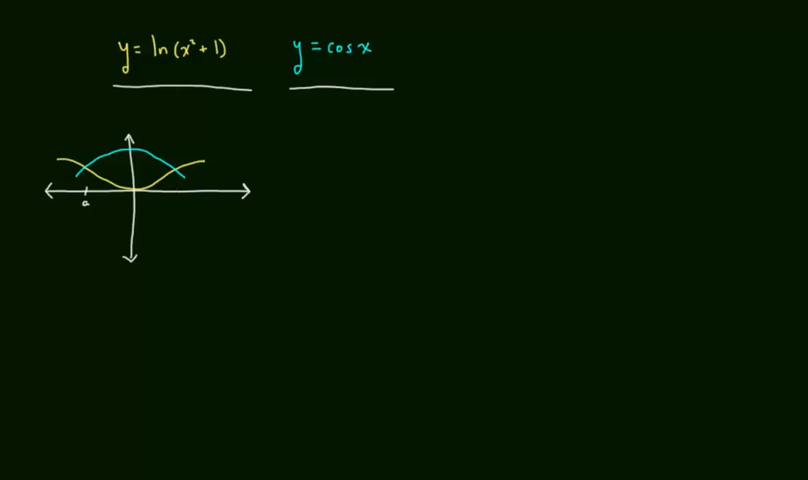 y = ln(x² + 1) y = cos x
a